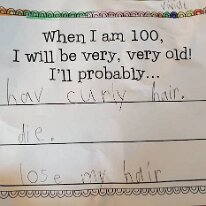 When I am 100,
I will be very, very old!
I'll probably...
hav curly hair.
die.
lose my hair